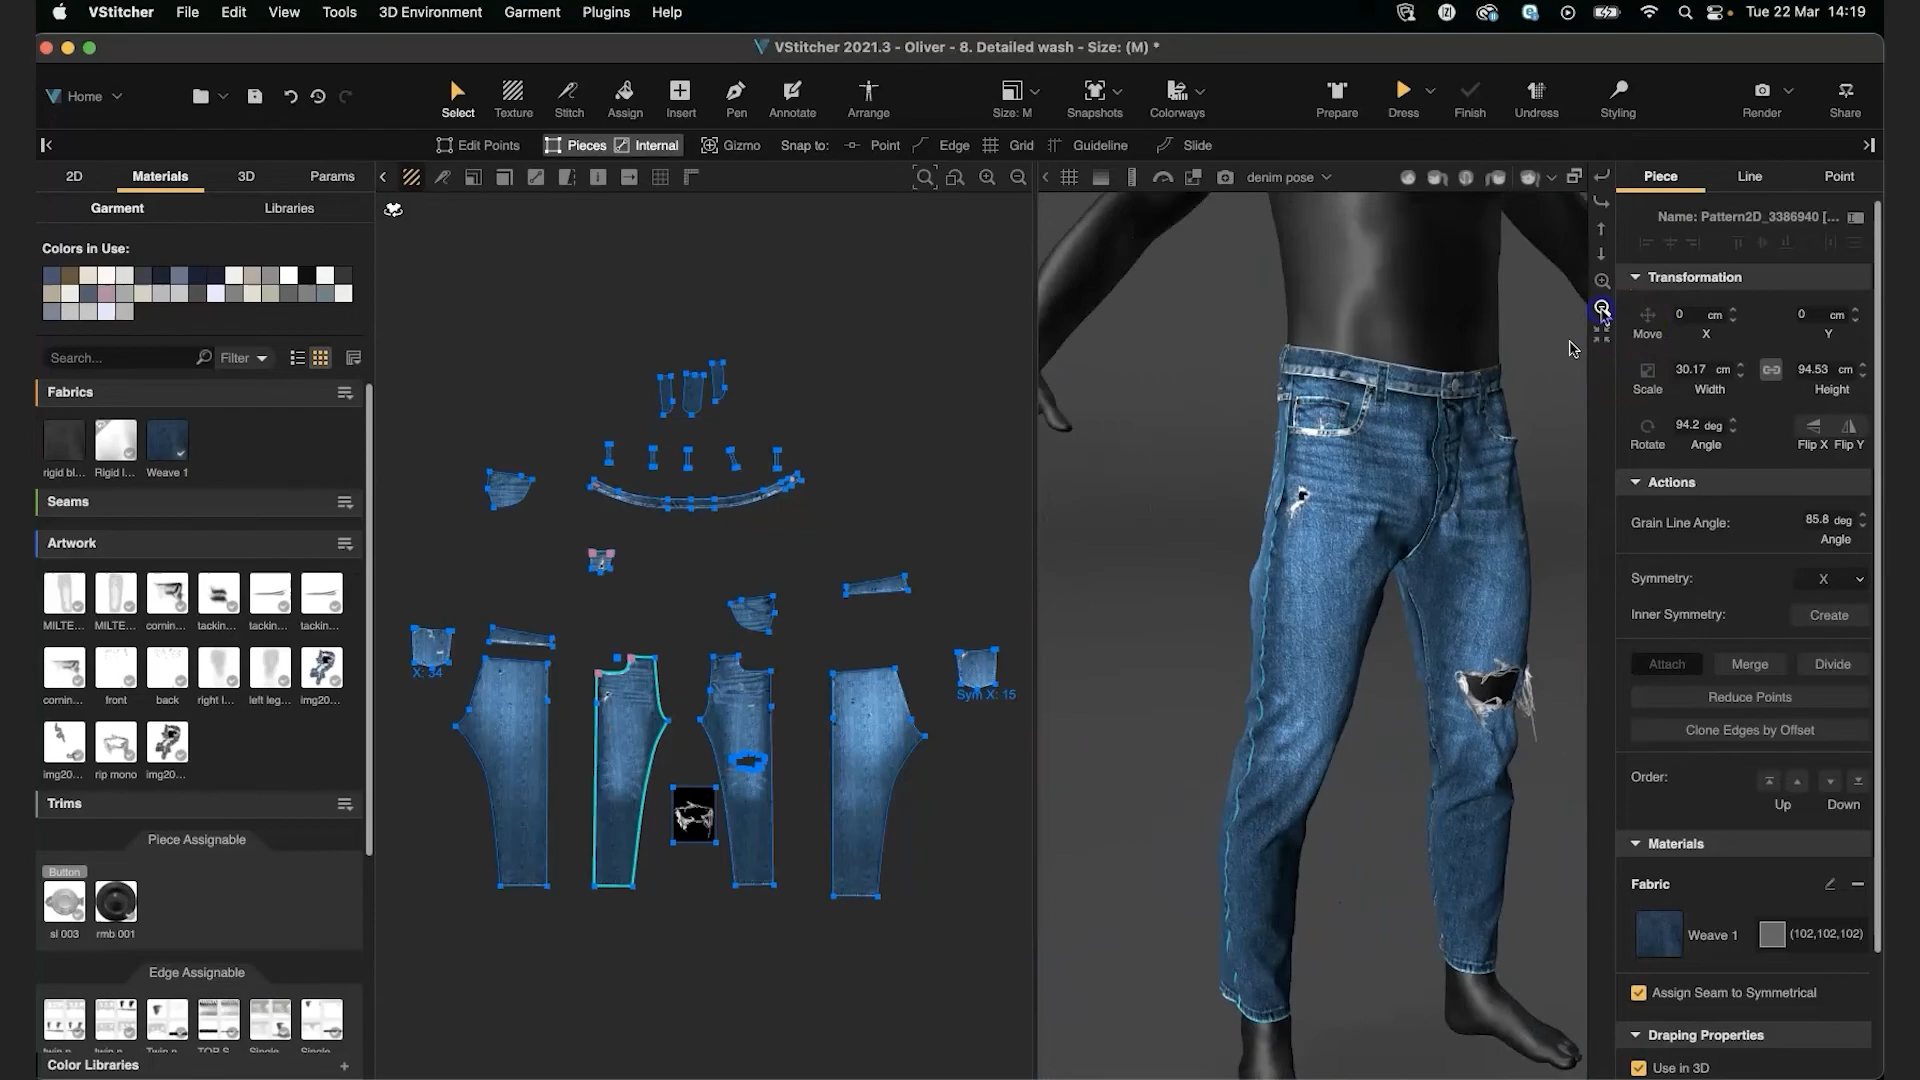 VStitcher File Edit View Tools 3D Environment Garment Plugins Help Tue 22 Mar 14:19
VStitcher 2021.3 - Oliver - 8. Detailed wash - Size: (M) *
Home
Select Texture Stitch Assign Insert Pen Annotate Arrange Size: M Snapshots Colorways Prepare Dress Finish Undress Styling Render Share
Edit Points Pieces Internal Gizmo Snap to: Point Edge Grid Guideline Slide
2D Materials 3D Params
denim pose
Piece Line Point
Garment Libraries
Name: Pattern2D_3386940 [...
Colors in Use:
Search... Filter
Fabrics
rigid bl... Rigid l... Weave 1
Seams
Artwork
MILTE... MILTE... cornin... tackin... tackin... tackin...
cornin... front back right l... left leg... img20...
img20... rip mono img20...
Trims
Piece Assignable
Button
sl 003 rmb 001
Edge Assignable
Color Libraries
X: 34
Sym X: 15
Transformation
0 cm 0 cm
Move X Y
30.17 cm 94.53 cm
Scale Width Height
94.2 deg
Rotate Angle Flip X Flip Y
Actions
Grain Line Angle: 85.8 deg
Angle
Symmetry: X
Inner Symmetry: Create
Attach Merge Divide
Reduce Points
Clone Edges by Offset
Order:
Up Down
Materials
Fabric
Weave 1 (102,102,102)
Assign Seam to Symmetrical
Draping Properties
Use in 3D